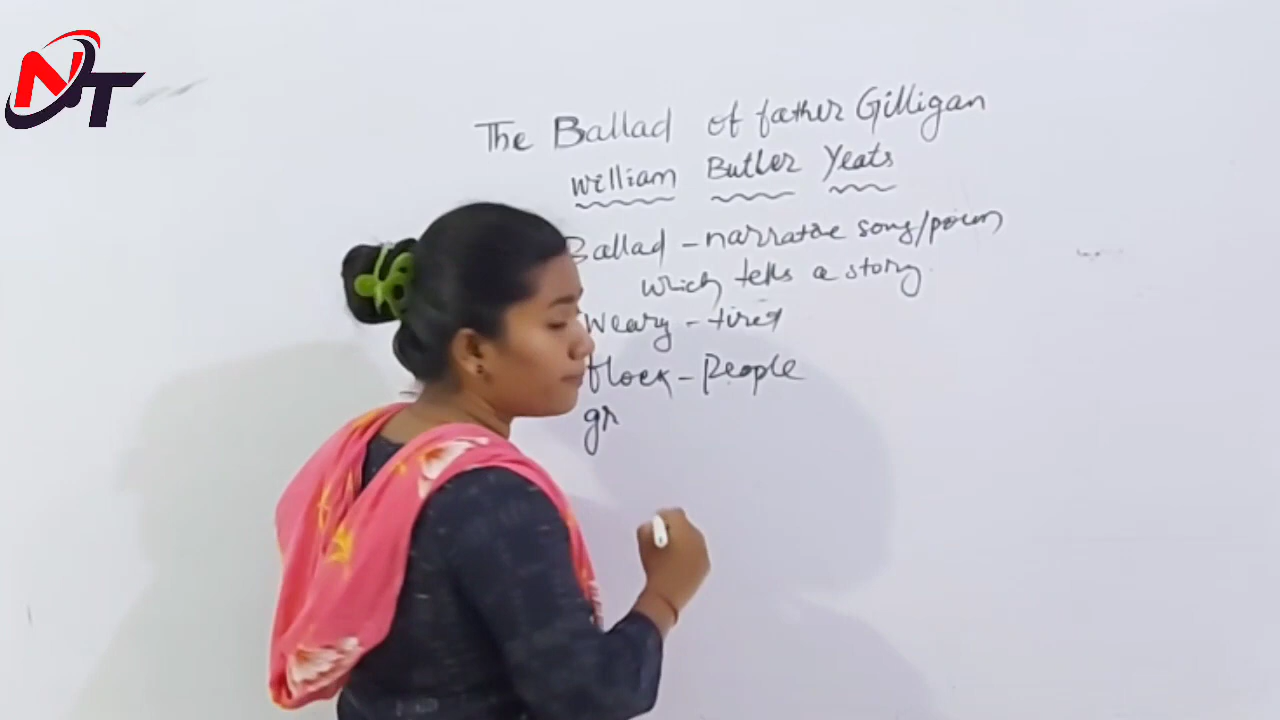 NT
The Ballad of father Gilligan
William Butler Yeats
Ballad - narrative song/poem
which tells a story.
Weary - tired
flock - People
gr